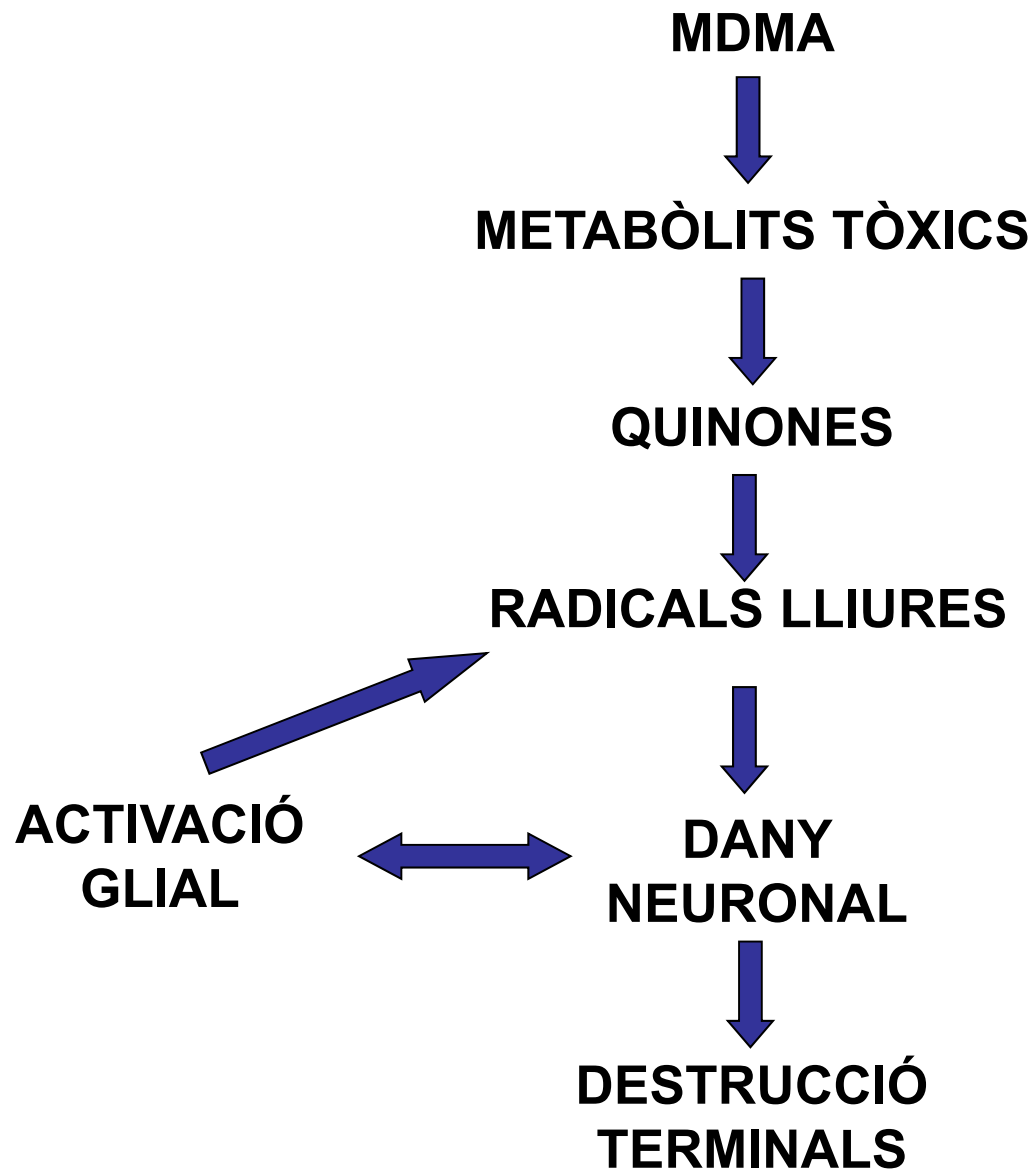 MDMA
METABÒLITS TÒXICS
QUINONES
RADICALS LLIURES
ACTIVACIÓ
GLIAL
DANY
NEURONAL
DESTRUCCIÓ
TERMINALS